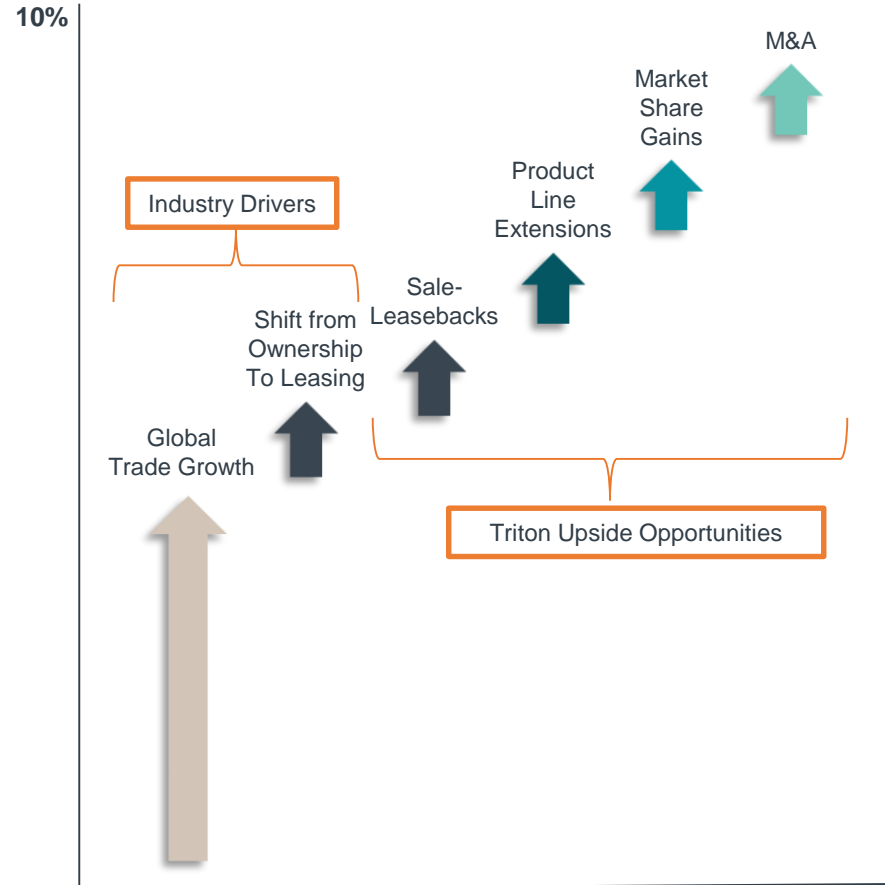 10%
M&A
Market
Share
Gains
Product
Line
Extensions
Industry Drivers
Sale-
Leasebacks
Shift from
Ownership
To Leasing
Global
Trade Growth
Triton Upside Opportunities